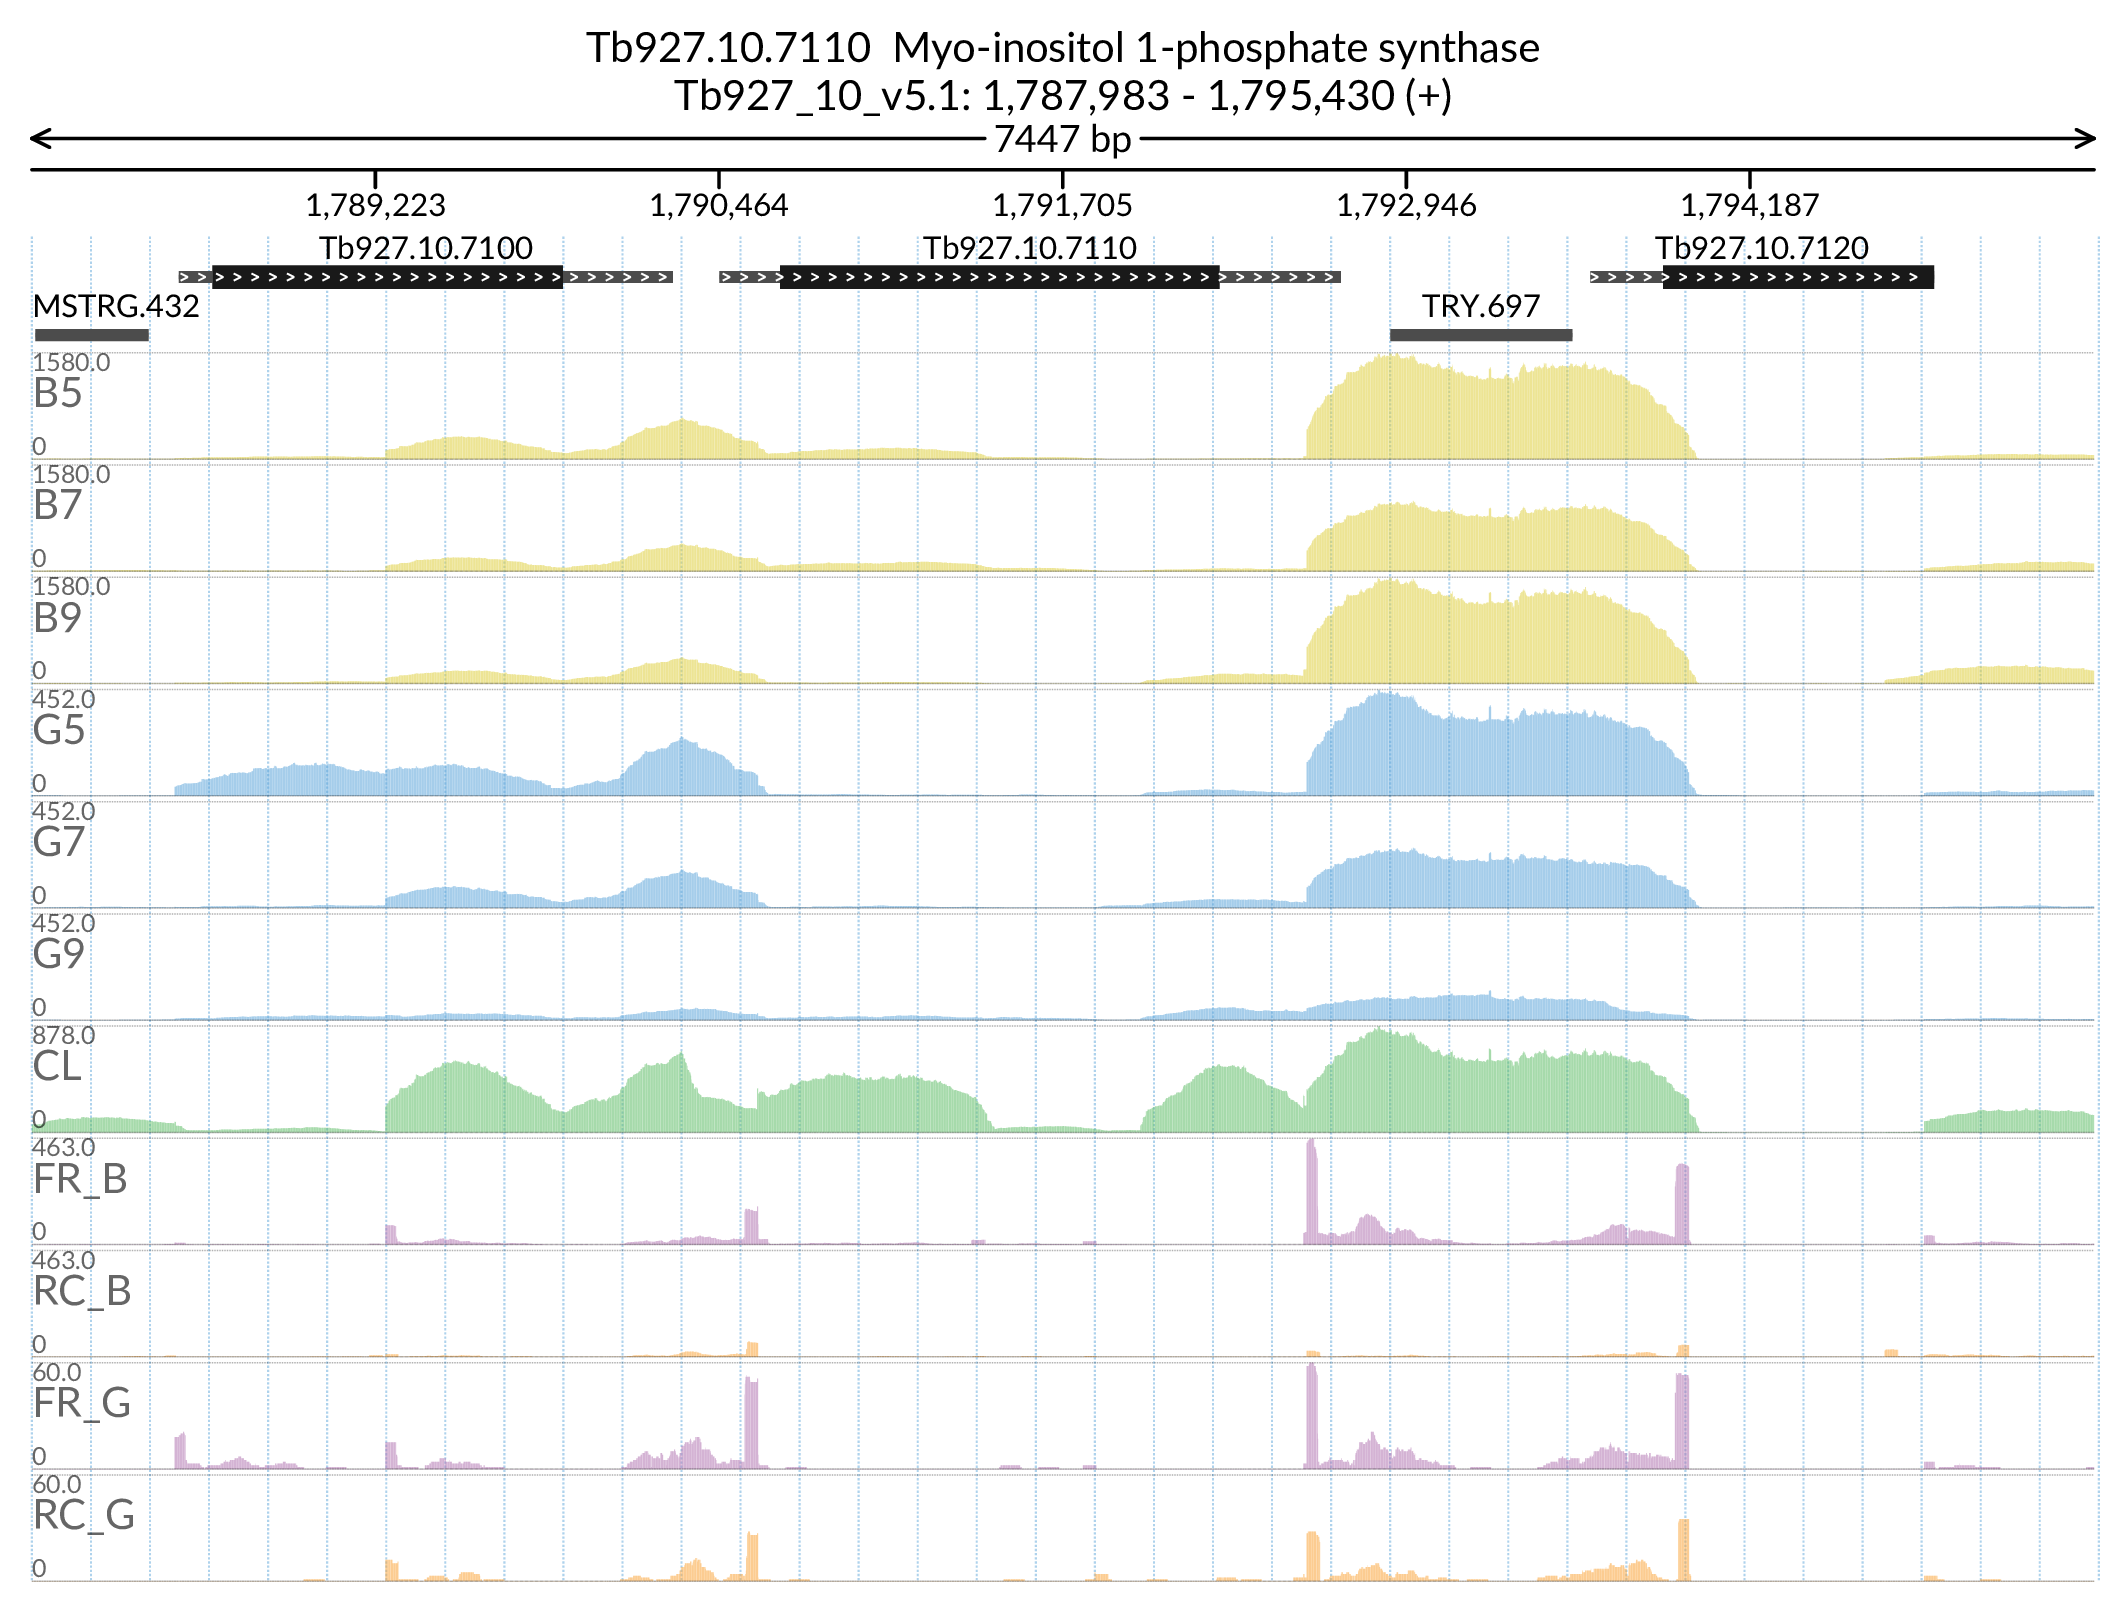 Tb927.10.7110 Myo-inositol 1-phosphate synthase
Tb927_10_v5.1: 1,787,983 - 1,795,430 (+)
7447 bp
1,789,223 1,790,464 1,791,705 1,792,946 1,794,187
Tb927.10.7100 Tb927.10.7110 Tb927.10.7120
MSTRG.432 TRY.697
1580.0
B5
0
1580.0
B7
0
1580.0
B9
0
452.0
G5
0
452.0
G7
0
452.0
G9
0
878.0
CL
0
463.0
FR_B
0
463.0
RC_B
0
60.0
FR_G
0
60.0
RC_G
0